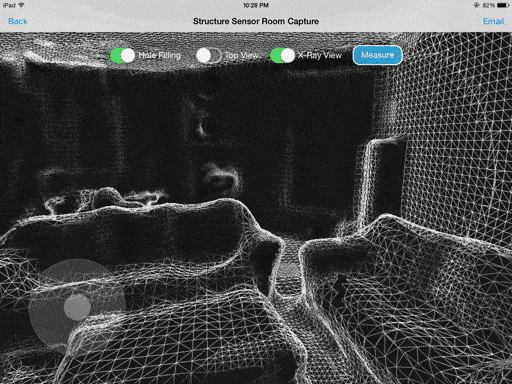 iPad 10:28 PM 82%
Back Structure Sensor Room Capture Email
Hole Filling Top View X-Ray View Measure